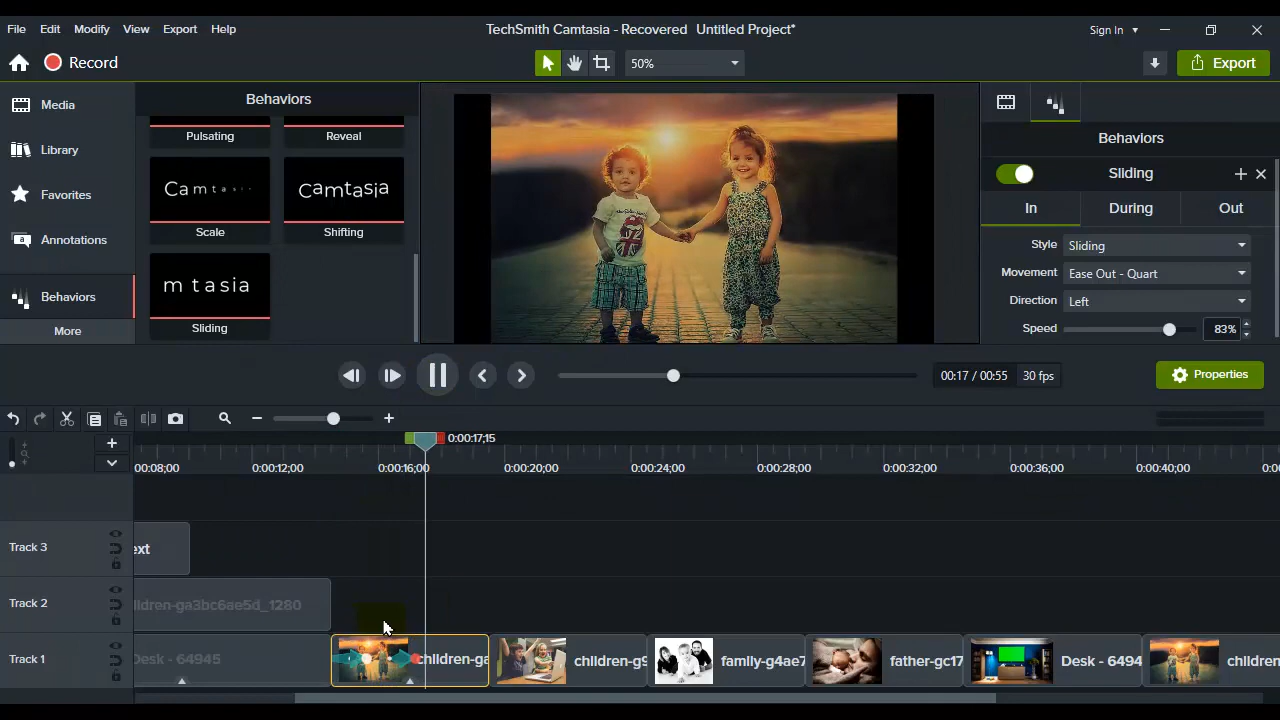 File Edit Modify View Export Help
TechSmith Camtasia - Recovered Untitled Project*
Sign In
Record
50%
Export
Media
Library
Favorites
Annotations
Behaviors
More
Behaviors
Pulsating
Reveal
Camtasia
Camtasia
Scale
Shifting
m t asia
Sliding
Behaviors
Sliding
In During Out
Style Sliding
Movement Ease Out - Quart
Direction Left
Speed 83%
00:17 / 00:55 30 fps
Properties
0:00:17;15
00:08;00 0:00:12;00 0:00:16;00 0:00:20;00 0:00:24;00 0:00:28;00 0:00:32;00 0:00:36;00 0:00:40;00 0:0
Track 3
ext
Track 2
ildren-ga3bc6ae5d_1280
Track 1
Desk - 64945
children-ga
children-g9
family-g4ae7
father-gc17
Desk - 6494
children